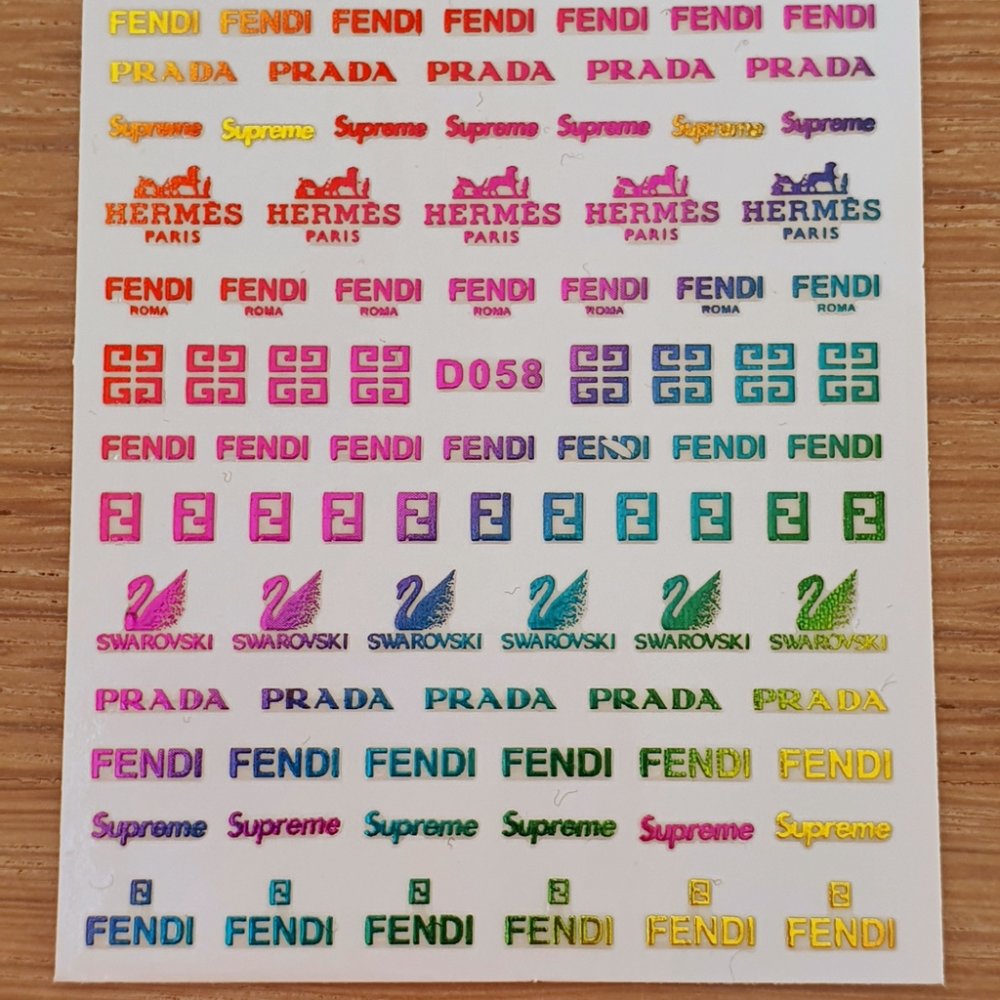 FENDI FENDI FENDI FENDI FENDI FENDI FENDI
PRADA PRADA PRADA PRADA PRADA
Supreme Supreme Supreme Supreme Supreme Supreme Supreme
HERMÈS HERMÈS HERMÈS HERMÈS HERMÈS
PARIS PARIS PARIS PARIS PARIS
FENDI FENDI FENDI FENDI FENDI FENDI FENDI
ROMA ROMA ROMA ROMA ROMA ROMA ROMA
D058
FENDI FENDI FENDI FENDI FENDI FENDI FENDI
SWAROVSKI SWAROVSKI SWAROVSKI SWAROVSKI SWAROVSKI SWAROVSKI
PRADA PRADA PRADA PRADA PRADA
FENDI FENDI FENDI FENDI FENDI FENDI
Supreme Supreme Supreme Supreme Supreme Supreme
FENDI FENDI FENDI FENDI FENDI FENDI